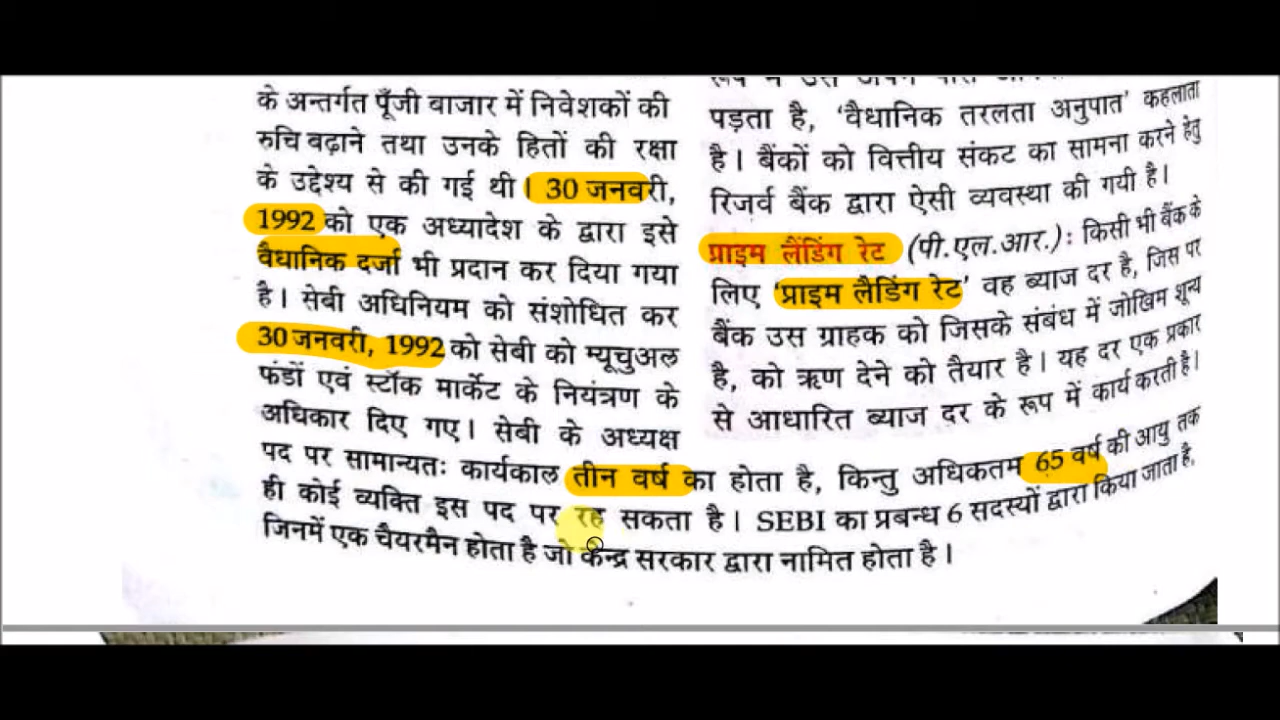 के अन्तर्गत पूँजी बाजार में निवेशकों की
रुचि बढ़ाने तथा उनके हितों की रक्षा
के उद्देश्य से की गई थी। 30 जनवरी,
1992 को एक अध्यादेश के द्वारा इसे
वैधानिक दर्जा भी प्रदान कर दिया गया
है। सेबी अधिनियम को संशोधित कर
30 जनवरी, 1992 को सेबी को म्यूचुअल
फंडों एवं स्टॉक मार्केट के नियंत्रण के
अधिकार दिए गए। सेबी के अध्यक्ष
पद पर सामान्यतः कार्यकाल तीन वर्ष का होता है, किन्तु अधिकतम 65 वर्ष की आयु तक
ही कोई व्यक्ति इस पद पर रह सकता है। SEBI का प्रबन्ध 6 सदस्यों द्वारा किया जाता है,
जिनमें एक चैयरमैन होता है जो केन्द्र सरकार द्वारा नामित होता है।
पड़ता है, 'वैधानिक तरलता अनुपात' कहलाता
है। बैंकों को वित्तीय संकट का सामना करने हेतु
रिजर्व बैंक द्वारा ऐसी व्यवस्था की गयी है।
प्राइम लैंडिंग रेट (पी.एल.आर.) : किसी भी बैंक के
लिए 'प्राइम लैडिंग रेट' वह ब्याज दर है, जिस पर
बैंक उस ग्राहक को जिसके संबंध में जोखिम शून्य
है, को ऋण देने को तैयार है। यह दर एक प्रकार
से आधारित ब्याज दर के रूप में कार्य करती है।